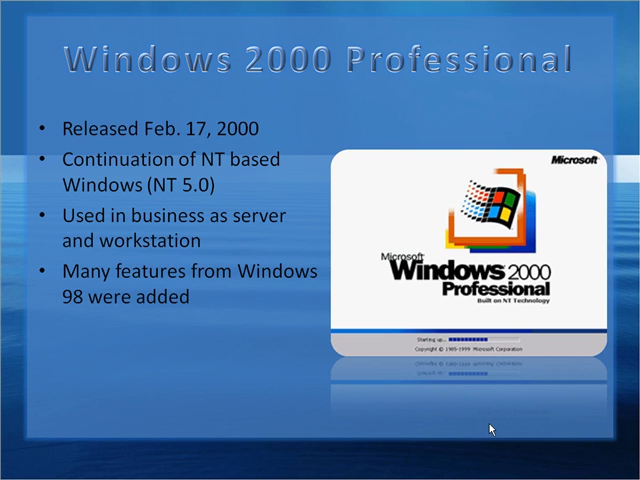 Windows 2000 Professional
• Released Feb. 17, 2000
• Continuation of NT based
Windows (NT 5.0)
• Used in business as server
and workstation
• Many features from Windows
98 were added
Microsoft
Microsoft
Windows 2000
Professional
Built on NT Technology
Starting up...
Copyright © 1985-1999 Microsoft Corporation